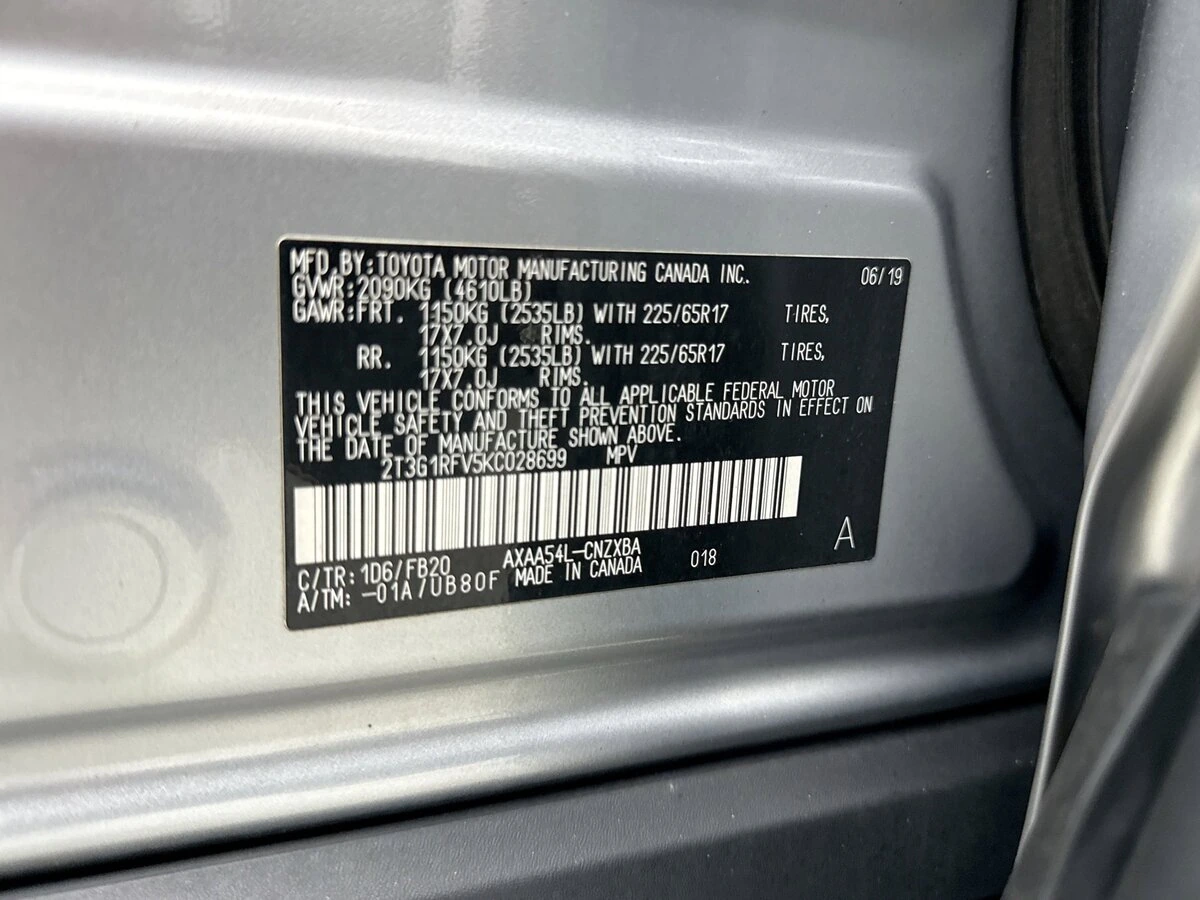 MFD.BY:TOYOTA MOTOR MANUFACTURING CANADA INC. 06/19
GVWR:2090KG (4610LB)
GAWR:FRT. 1150KG (2535LB) WITH 225/65R17 TIRES,
17X7.0J RIMS.
RR. 1150KG (2535LB) WITH 225/65R17 TIRES,
17X7.0J RIMS.
THIS VEHICLE CONFORMS TO ALL APPLICABLE FEDERAL MOTOR
VEHICLE SAFETY AND THEFT PREVENTION STANDARDS IN EFFECT ON
THE DATE OF MANUFACTURE SHOWN ABOVE.
2T3G1RFV5KC028699 MPV
C/TR: 1D6/FB20 AXAA54L-CNZXBA 018 A
A/TM: -01A/UB80F MADE IN CANADA